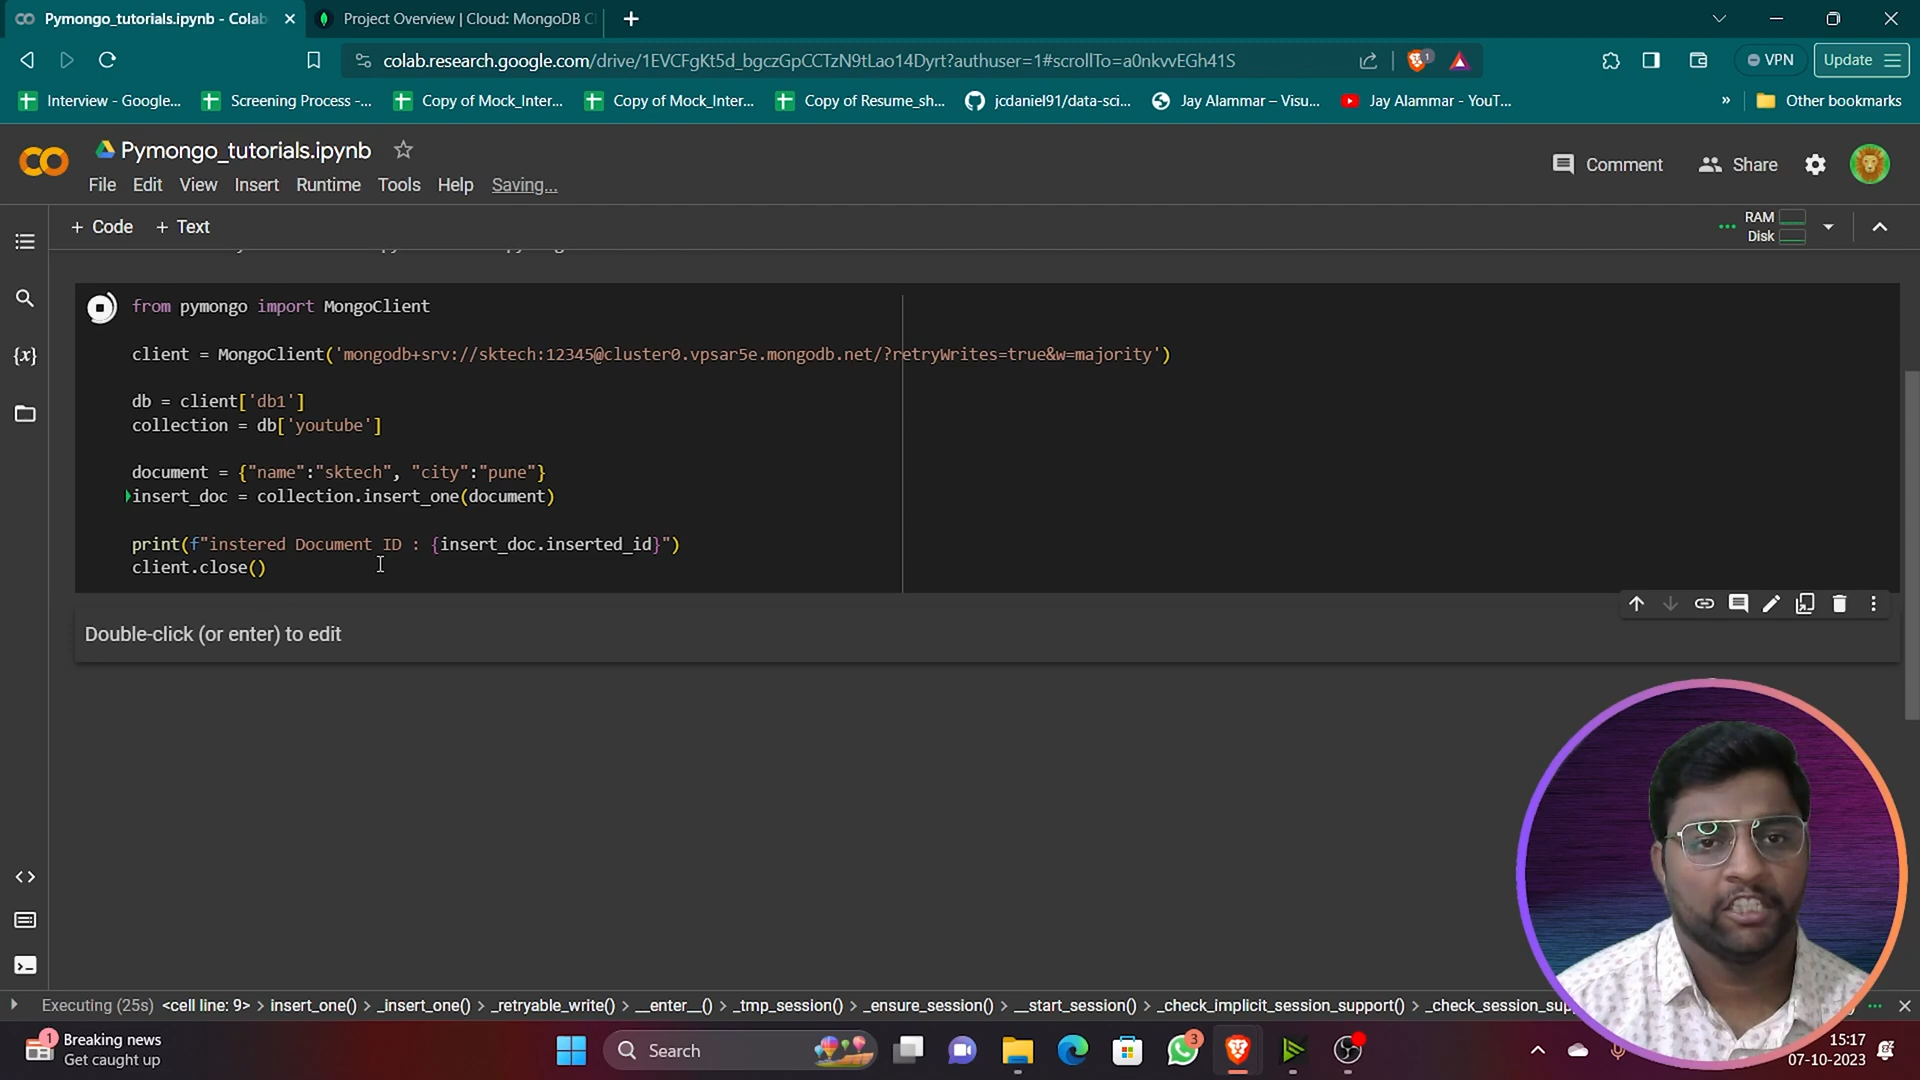 Pymongo_tutorials.ipynb - Colab
Project Overview | Cloud: MongoDB C
colab.research.google.com/drive/1EVCFgKt5d_bgczGpCCTzN9tLao14Dyrt?authuser=1#scrollTo=a0nkvvEGh41S
1
VPN
Update
Interview - Google...
Screening Process -...
Copy of Mock_Inter...
Copy of Mock_Inter...
Copy of Resume_sh...
jcdaniel91/data-sci...
Jay Alammar – Visu...
Jay Alammar - YouT...
»
Other bookmarks
CO
Pymongo_tutorials.ipynb
Comment
Share
File Edit View Insert Runtime Tools Help Saving...
+ Code + Text
RAM
Disk
{x}
from pymongo import MongoClient
client = MongoClient('mongodb+srv://sktech:12345@cluster0.vpsar5e.mongodb.net/?retryWrites=true&w=majority')
db = client['db1']
collection = db['youtube']
document = {"name":"sktech", "city":"pune"}
insert_doc = collection.insert_one(document)
print(f"instered Document ID : {insert_doc.inserted_id}")
client.close()
Double-click (or enter) to edit
Executing (25s) <cell line: 9> > insert_one() > _insert_one() > _retryable_write() > __enter__() > _tmp_session() > _ensure_session() > __start_session() > _check_implicit_session_support() > _check_session_sup
1
Breaking news
Get caught up
Search
3
15:17
07-10-2023